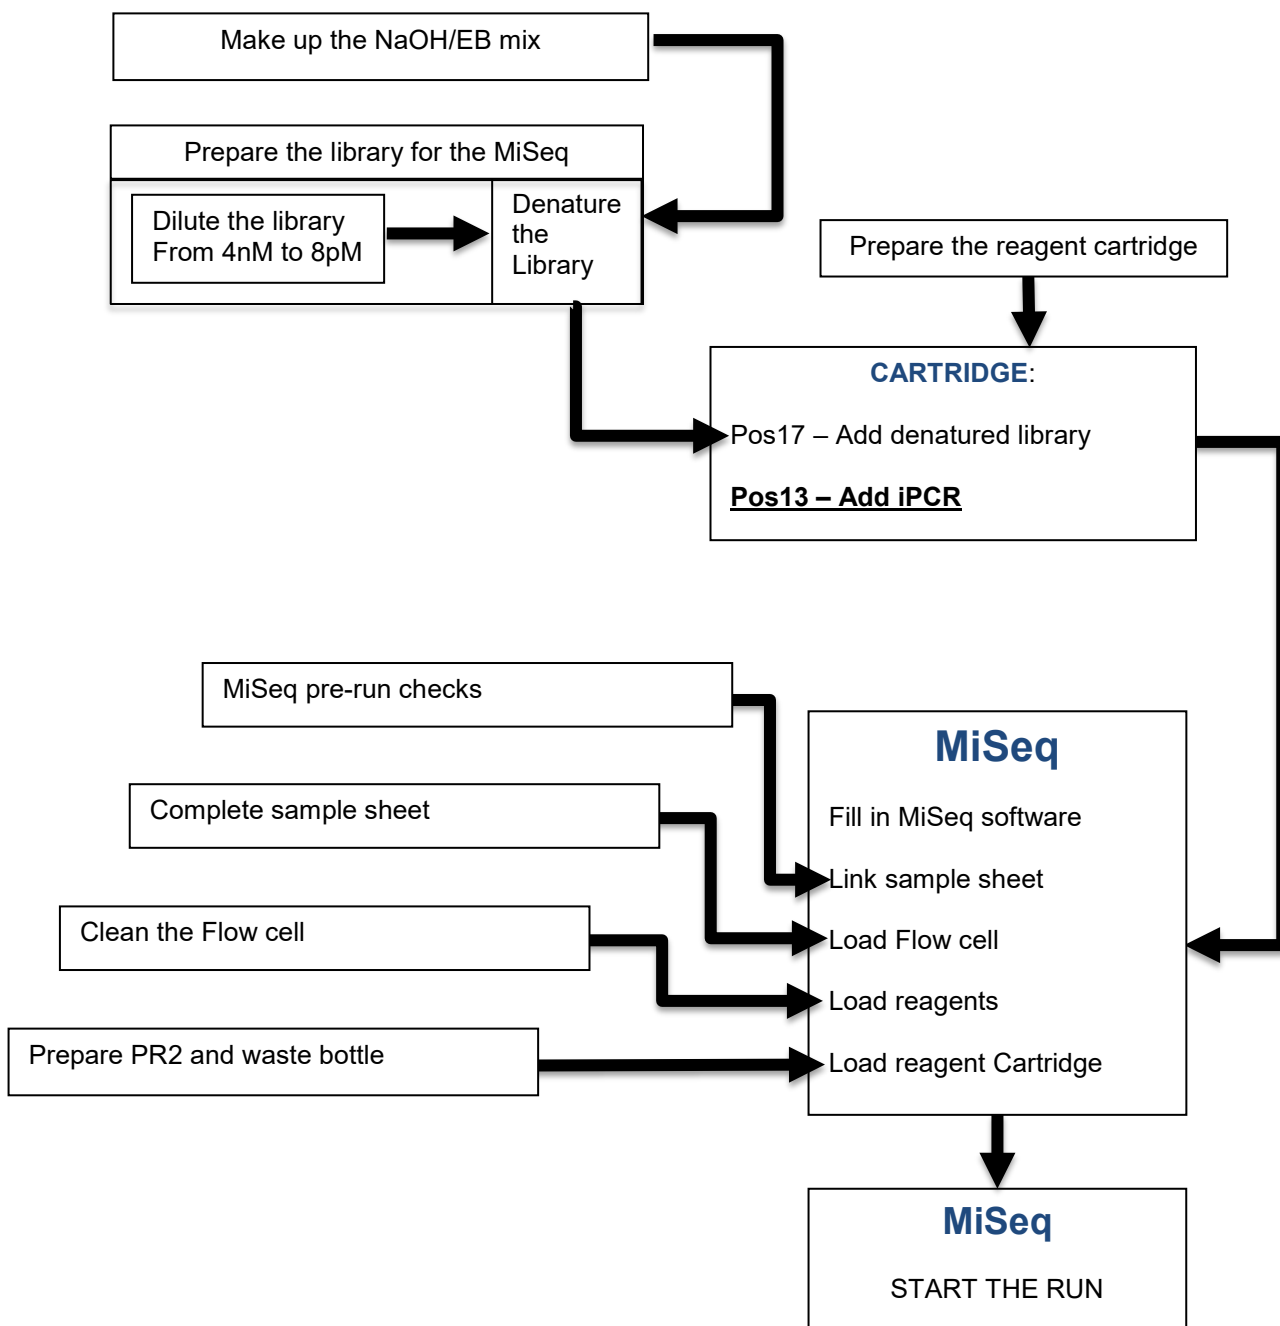 Make up the NaOH/EB mix
Prepare the library for the MiSeq
Dilute the library
From 4nM to 8pM
Denature
the
Library
Prepare the reagent cartridge
CARTRIDGE:
Pos17 – Add denatured library
Pos13 – Add iPCR
MiSeq pre-run checks
Complete sample sheet
Clean the Flow cell
Prepare PR2 and waste bottle
MiSeq
Fill in MiSeq software
Link sample sheet
Load Flow cell
Load reagents
Load reagent Cartridge
MiSeq
START THE RUN